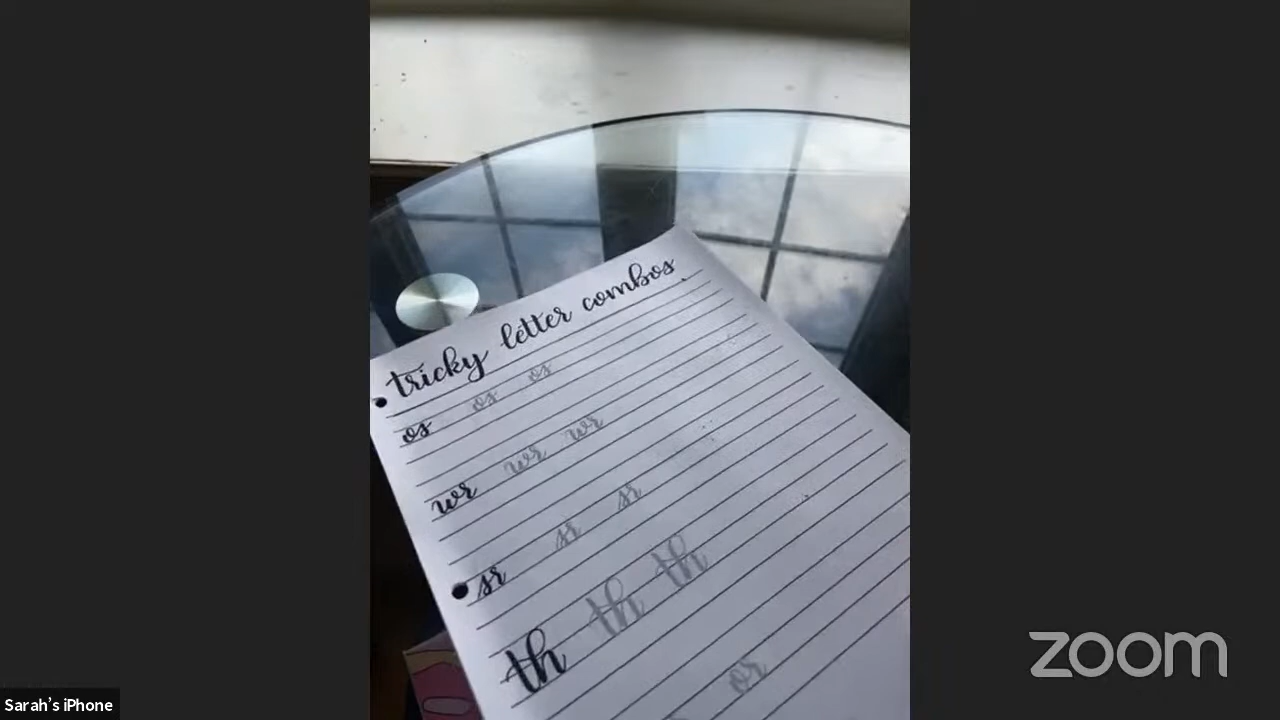 tricky letter combos
os os os
wr wr wr
sr sr sr
th th th
or
zoom
Sarah's iPhone